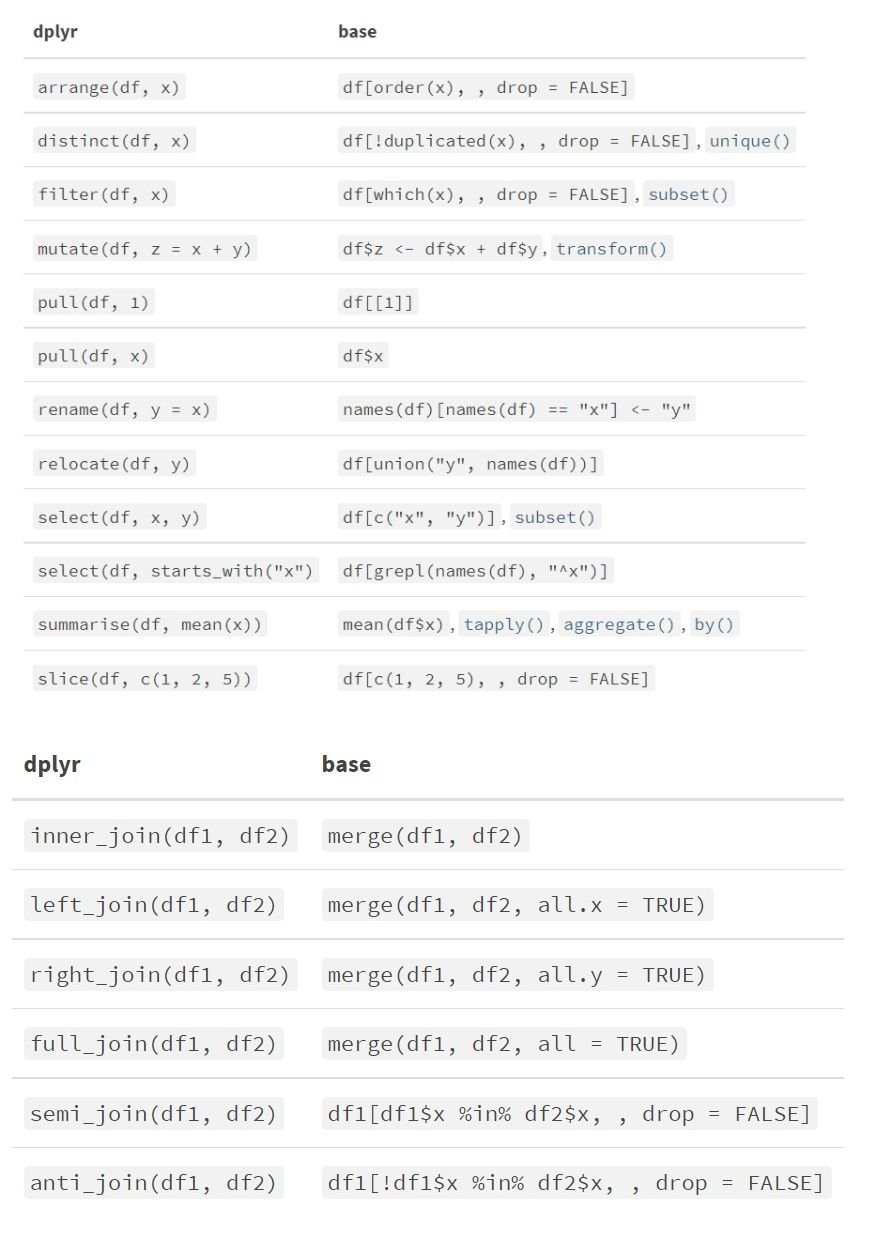 dplyr base
arrange(df, x) df[order(x), , drop = FALSE]
distinct(df, x) df[!duplicated(x), , drop = FALSE], unique()
filter(df, x) df[which(x), , drop = FALSE], subset()
mutate(df, z = x + y) df$z <- df$x + df$y, transform()
pull(df, 1) df[[1]]
pull(df, x) df$x
rename(df, y = x) names(df)[names(df) == "x"] <- "y"
relocate(df, y) df[union("y", names(df))]
select(df, x, y) df[c("x", "y")], subset()
select(df, starts_with("x") df[grepl(names(df), "^x")]
summarise(df, mean(x)) mean(df$x), tapply(), aggregate(), by()
slice(df, c(1, 2, 5)) df[c(1, 2, 5), , drop = FALSE]
dplyr base
inner_join(df1, df2) merge(df1, df2)
left_join(df1, df2) merge(df1, df2, all.x = TRUE)
right_join(df1, df2) merge(df1, df2, all.y = TRUE)
full_join(df1, df2) merge(df1, df2, all = TRUE)
semi_join(df1, df2) df1[df1$x %in% df2$x, , drop = FALSE]
anti_join(df1, df2) df1[!df1$x %in% df2$x, , drop = FALSE]